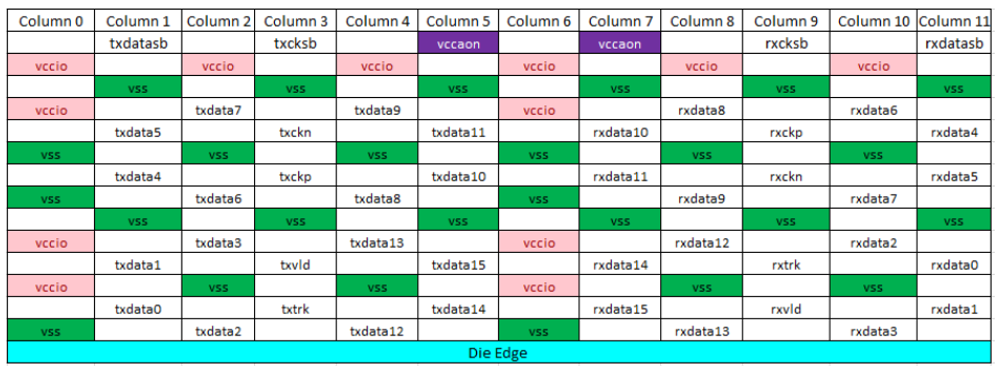 Column 0 Column 1 Column 2 Column 3 Column 4 Column 5 Column 6 Column 7 Column 8 Column 9 Column 10 Column 11
txdatasb txcksb vccaon vccaon rxcksb rxdatasb
vccio vccio vccio vccio vccio vccio
vss vss vss vss vss vss
vccio txdata7 txdata9 vccio rxdata8 rxdata6
txdata5 txckn txdata11 rxdata10 rxckp rxdata4
vss vss vss vss vss vss
txdata4 txckp txdata10 rxdata11 rxckn rxdata5
vss txdata6 txdata8 vss rxdata9 rxdata7
vss vss vss vss vss vss
vccio txdata3 txdata13 vccio rxdata12 rxdata2
txdata1 txvld txdata15 rxdata14 rxtrk rxdata0
vccio vss vss vccio vss vss
txdata0 txtrk txdata14 rxdata15 rxvld rxdata1
vss txdata2 txdata12 vss rxdata13 rxdata3
Die Edge